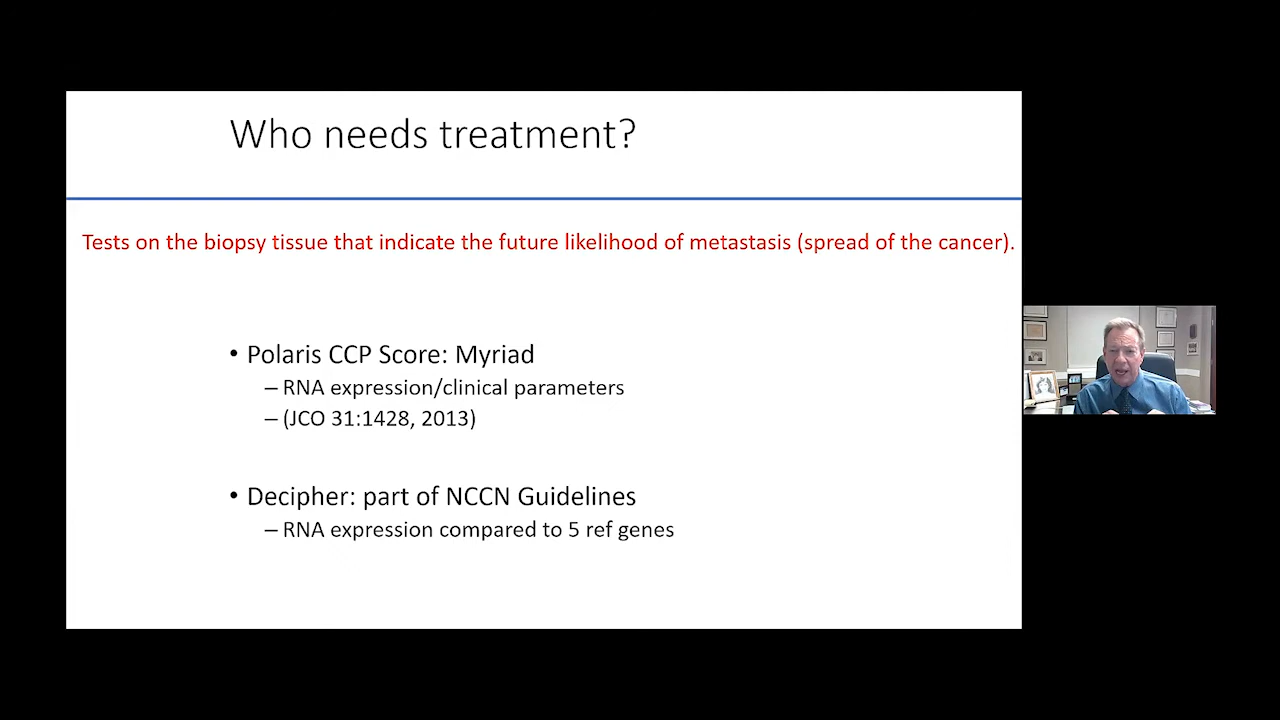 Who needs treatment?
Tests on the biopsy tissue that indicate the future likelihood of metastasis (spread of the cancer).
• Polaris CCP Score: Myriad
– RNA expression/clinical parameters
– (JCO 31:1428, 2013)
• Decipher: part of NCCN Guidelines
– RNA expression compared to 5 ref genes